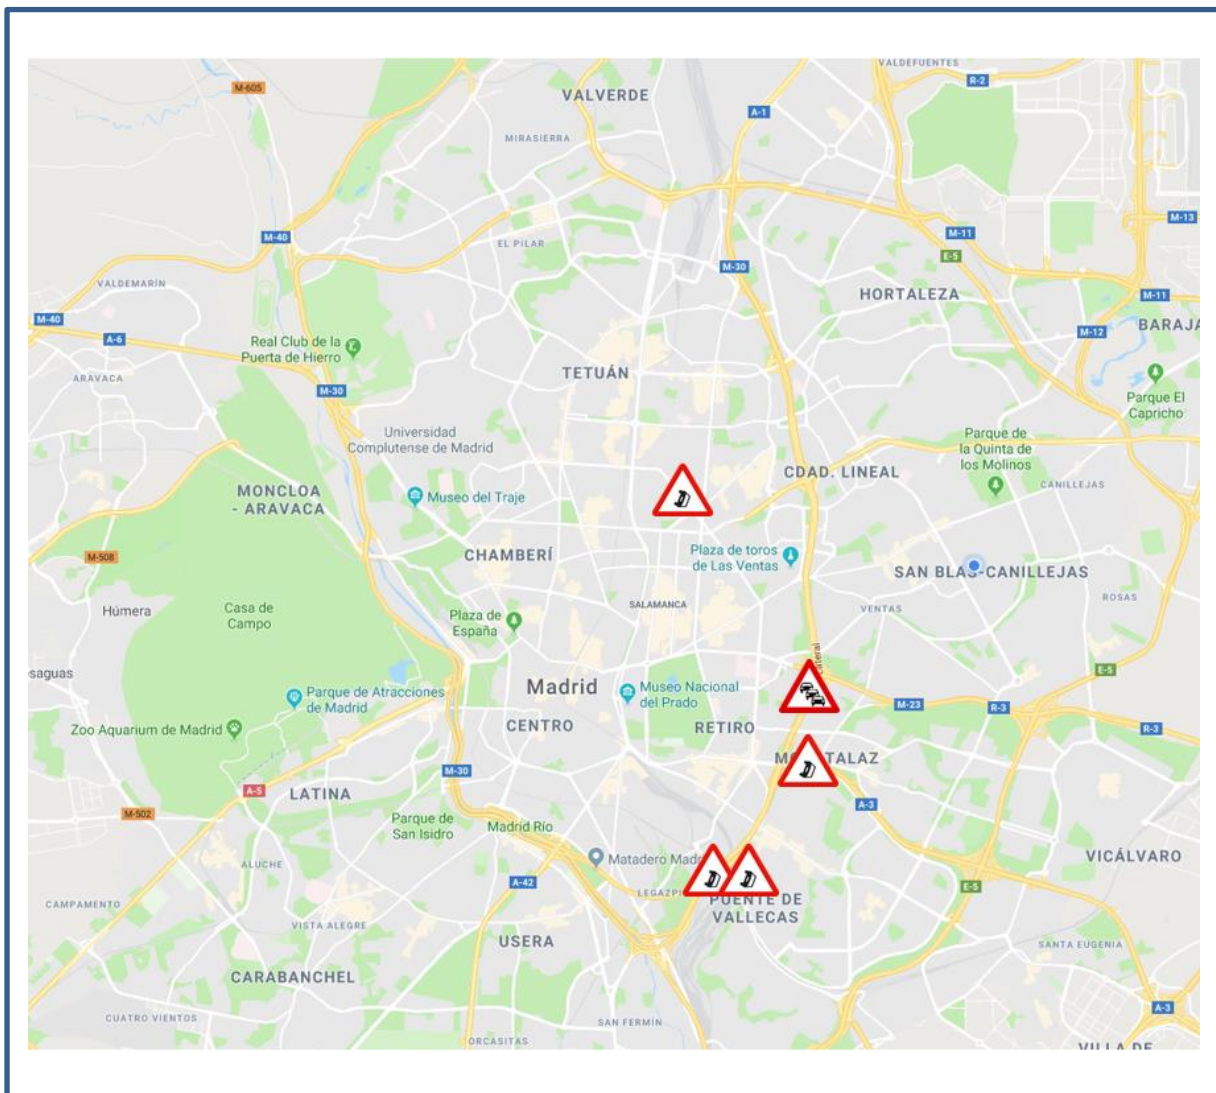 VALDEFUENTES
R-2
M-605
VALVERDE
A-1
MIRASIERRA
M-13
M-40
EL PILAR
M-11
E-5
M-30
VALDEMARÍN
HORTALEZA
M-11
M-40
M-12
BARAJA
A-6
Real Club de la
Puerta de Hierro
TETUÁN
ARAVACA
M-30
Parque El
Capricho
Universidad
Complutense de Madrid
Parque de
la Quinta de
los Molinos
CDAD. LINEAL
CANILLEJAS
MONCLOA
- ARAVACA
Museo del Traje
CHAMBERÍ
Plaza de toros
de Las Ventas
M-508
SAN BLAS-CANILLEJAS
Húmera
Casa de
Campo
SALAMANCA
VENTAS
ROSAS
Plaza de
España
osaguas
lateral
E-5
Madrid
Museo Nacional
del Prado
Parque de Atracciones
de Madrid
M-23
R-3
Zoo Aquarium de Madrid
CENTRO
RETIRO
R-3
M
TALAZ
M-30
A-5
LATINA
A-3
M-502
Parque de
San Isidro
Madrid Río
Matadero Madr
VICÁLVARO
ALUCHE
A-42
LEGAZPI
E-5
CAMPAMENTO
PUENTE DE
VALLECAS
VISTA ALEGRE
USERA
SANTA EUGENIA
CARABANCHEL
A-3
CUATRO VIENTOS
SAN FERMÍN
ORCASITAS
VILLA DE